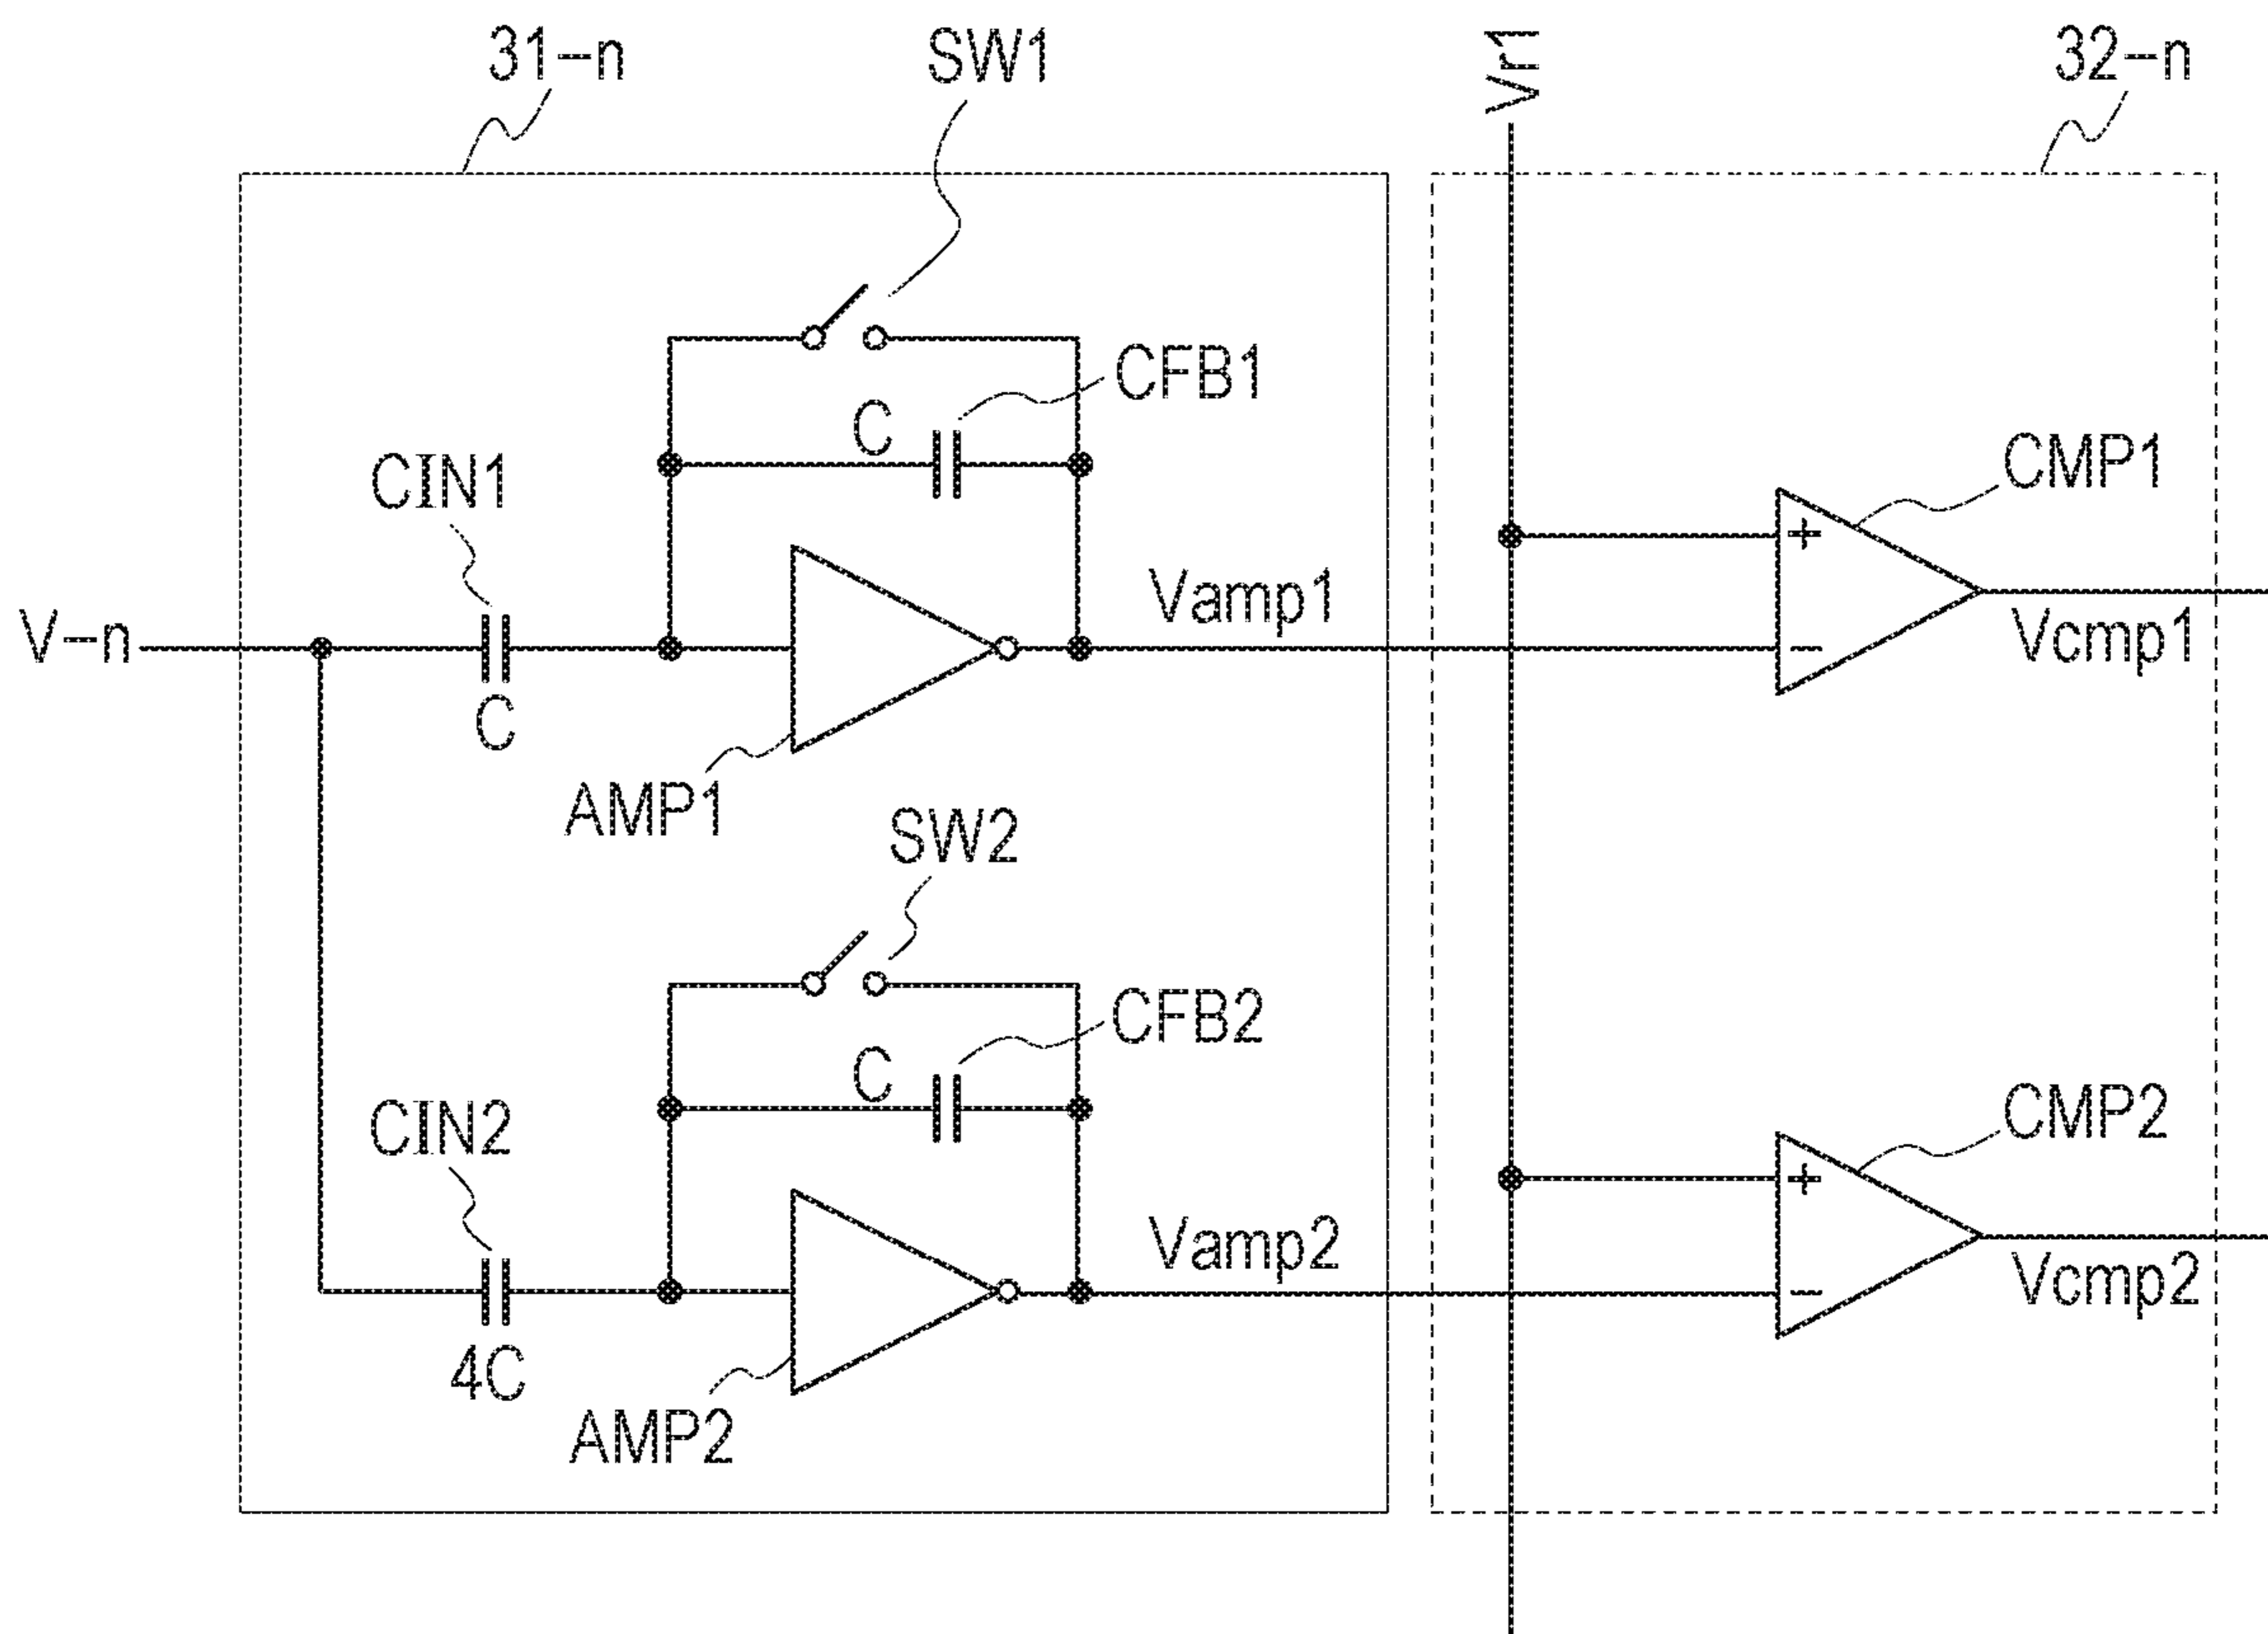 31-n
SW1
Vr1
32-n
CFB1
C
CIN1
CMP1
+
Vamp1
V-n
-
Vcmp1
C
AMP1
SW2
CFB2
C
CIN2
CMP2
+
Vamp2
-
Vcmp2
4C
AMP2